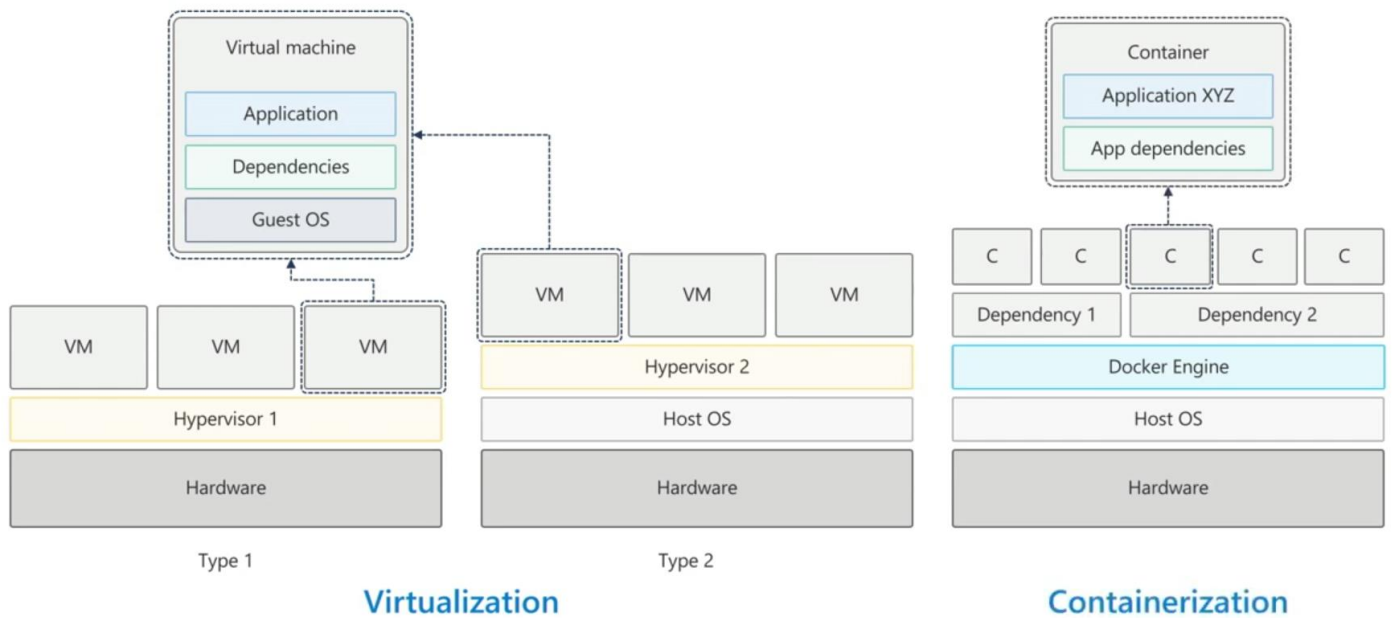 Virtual machine
Application
Dependencies
Guest OS
VM
VM
VM
Hypervisor 1
Hardware
Type 1
VM
VM
VM
Hypervisor 2
Host OS
Hardware
Type 2
Virtualization
Container
Application XYZ
App dependencies
C
C
C
C
C
Dependency 1
Dependency 2
Docker Engine
Host OS
Hardware
Containerization